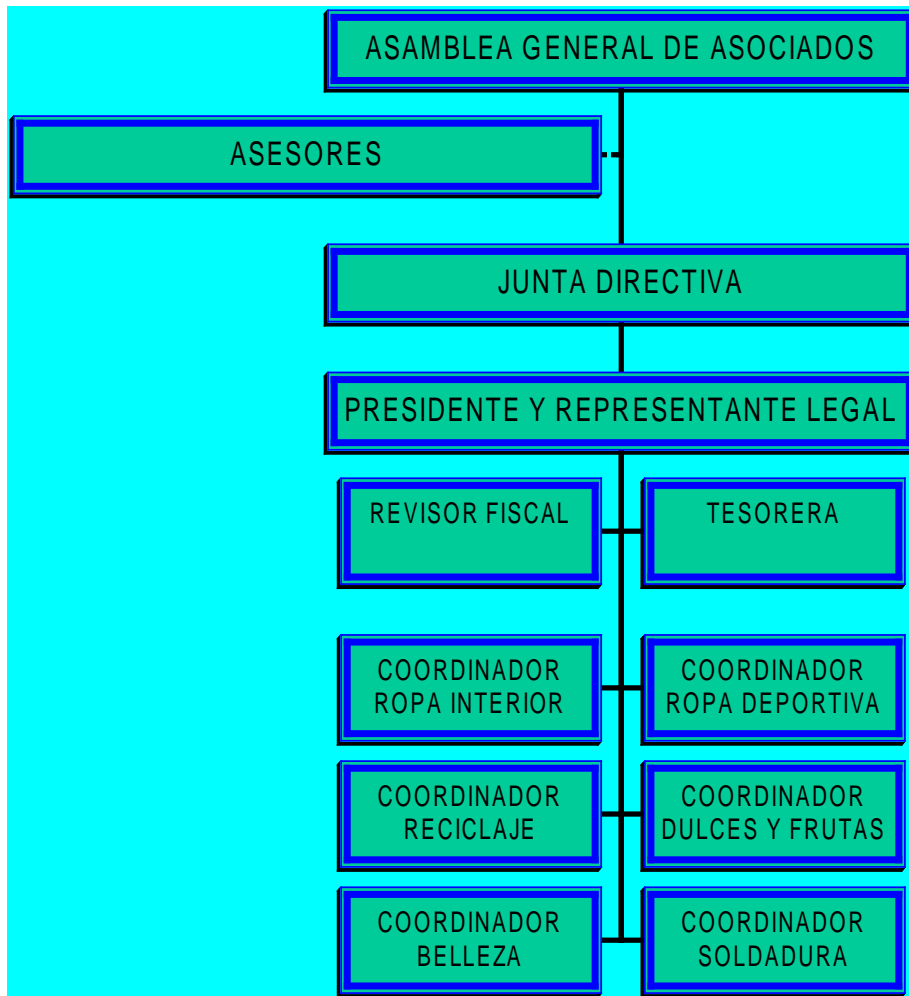 ASAMBLEA GENERAL DE ASOCIADOS
ASESORES
JUNTA DIRECTIVA
PRESIDENTE Y REPRESENTANTE LEGAL
REVISOR FISCAL
TESORERA
COORDINADOR
ROPA INTERIOR
COORDINADOR
ROPA DEPORTIVA
COORDINADOR
RECICLAJE
COORDINADOR
DULCES Y FRUTAS
COORDINADOR
BELLEZA
COORDINADOR
SOLDADURA